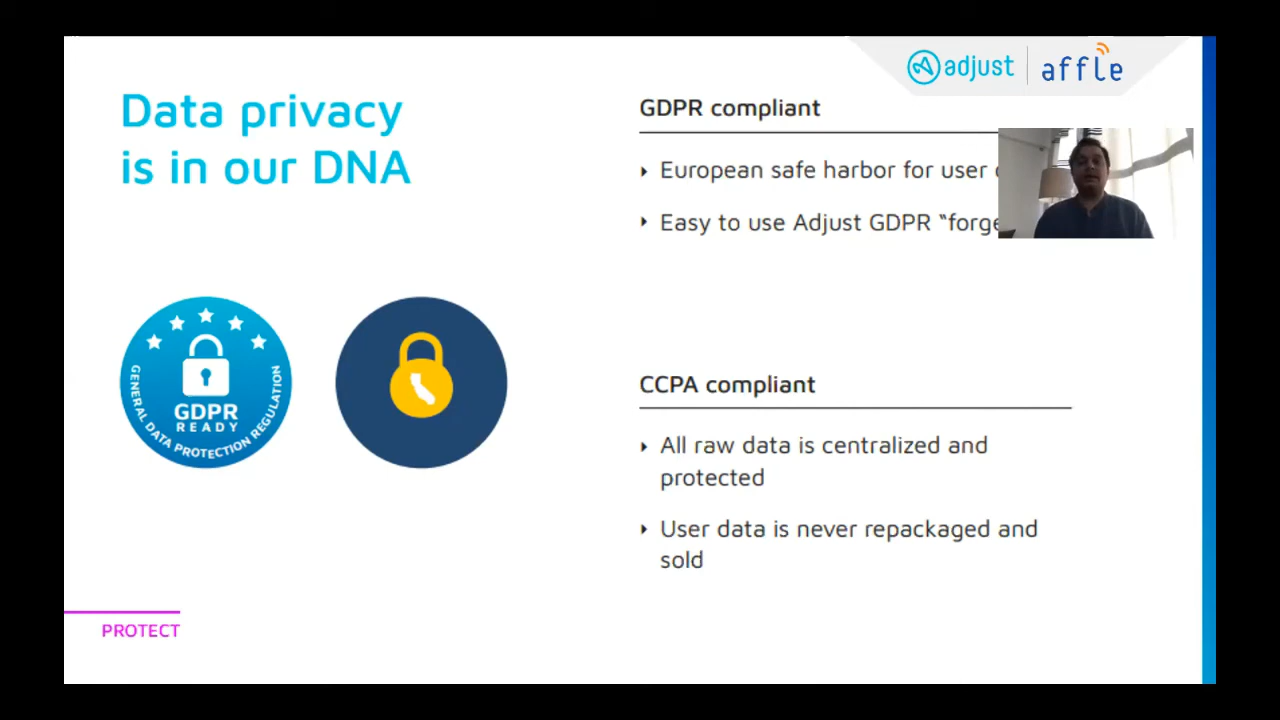 adjust
affle
Data privacy
is in our DNA
GDPR compliant
European safe harbor for user
Easy to use Adjust GDPR
GENERAL DATA PROTECTION REGULATION
GDPR
READY
CCPA compliant
All raw data is centralized and
protected
User data is never repackaged and
sold
PROTECT